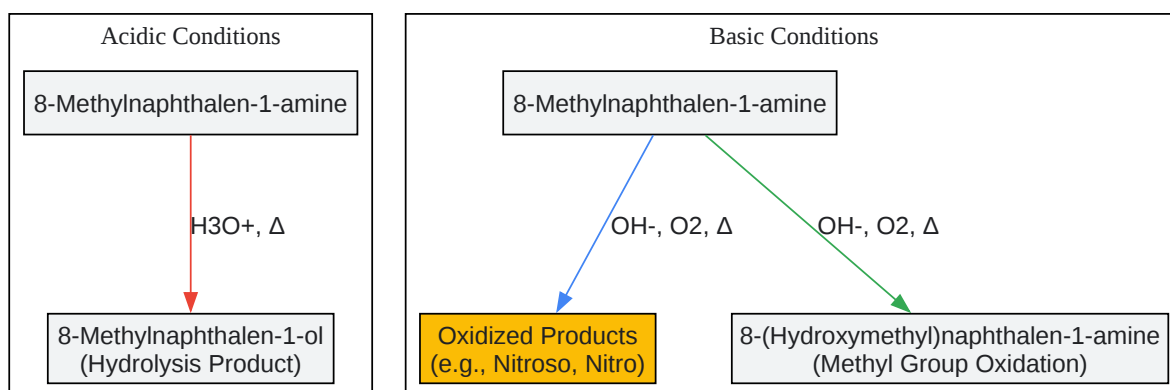 Acidic Conditions
8-Methylnaphthalen-1-amine
H3O+, Δ
8-Methylnaphthalen-1-ol
(Hydrolysis Product)
Basic Conditions
8-Methylnaphthalen-1-amine
OH-, O2, Δ
OH-, O2, Δ
Oxidized Products
(e.g., Nitroso, Nitro)
8-(Hydroxymethyl)naphthalen-1-amine
(Methyl Group Oxidation)